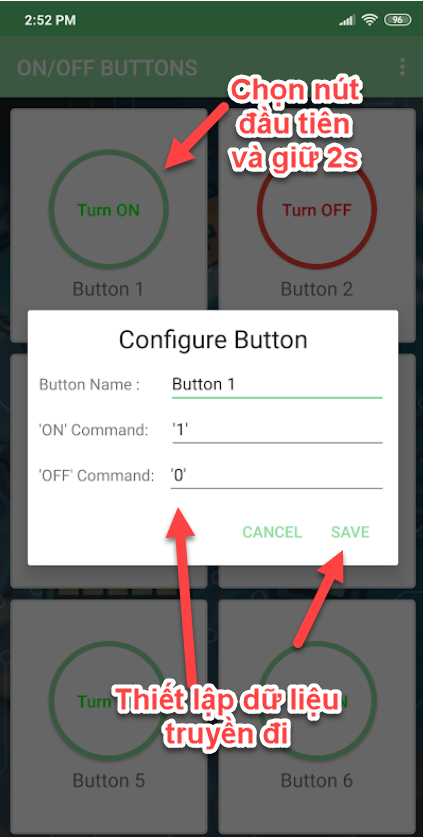 2:52 PM
96
ON/OFF BUTTONS
Chọn nút
đầu tiên
và giữ 2s
Turn ON
Turn OFF
Button 1
Button 2
Configure Button
Button Name :
Button 1
'ON' Command:
'1'
'OFF' Command:
'0'
CANCEL
SAVE
Thiết lập dữ liệu
truyền đi
Turn
N
Button 5
Button 6